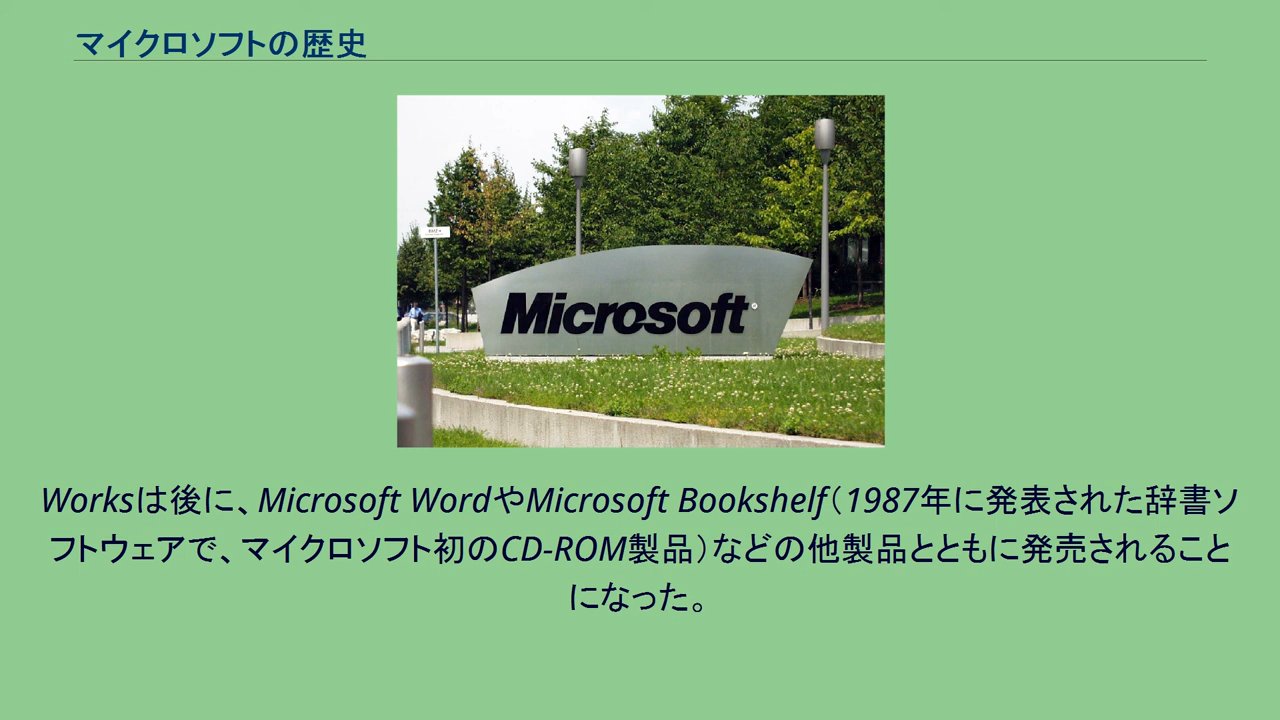 マイクロソフトの歴史
Microsoft
Worksは後に、Microsoft WordやMicrosoft Bookshelf（1987年に発表された辞書ソ
フトウェアで、マイクロソフト初のCD-ROM製品）などの他製品とともに発売されること
になった。